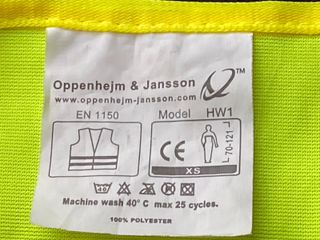 Oppenhejm & Jansson
www.oppenhejm-jansson.com
EN 1150 Model HW1
CE 70-121
XS
40
Machine wash 40° C max 25 cycles.
100% POLYESTER